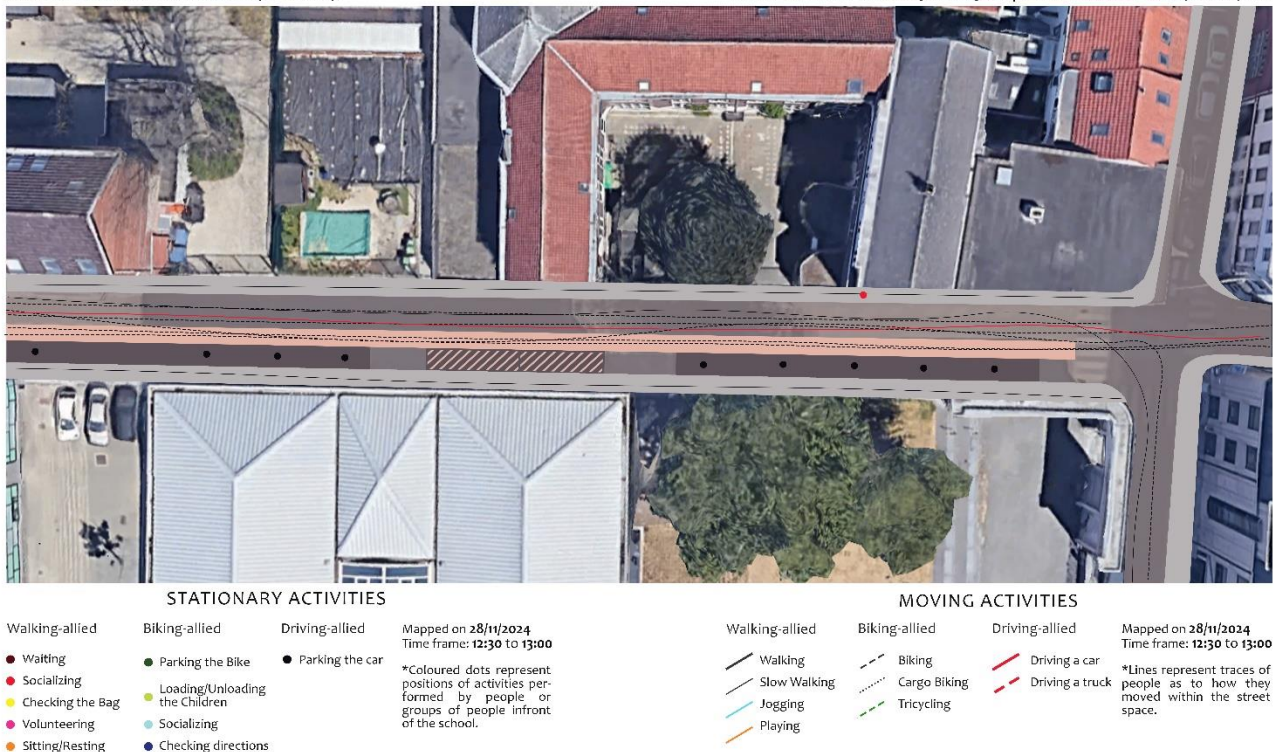 STATIONARY ACTIVITIES
Walking-allied
Waiting
Socializing
Checking the Bag
Volunteering
Sitting/Resting
Biking-allied
Parking the Bike
Loading/Unloading
the Children
Socializing
Checking directions
Driving-allied
Parking the car
Mapped on 28/11/2024
Time frame: 12:30 to 13:00
*Coloured dots represent
positions of activities per-
formed by people or
groups of people infront
of the school.
MOVING ACTIVITIES
Walking-allied
Walking
Slow Walking
Jogging
Playing
Biking-allied
Biking
Cargo Biking
Tricycling
Driving-allied
Driving a car
Driving a truck
Mapped on 28/11/2024
Time frame: 12:30 to 13:00
*Lines represent traces of
people as to how they
moved within the street
space.